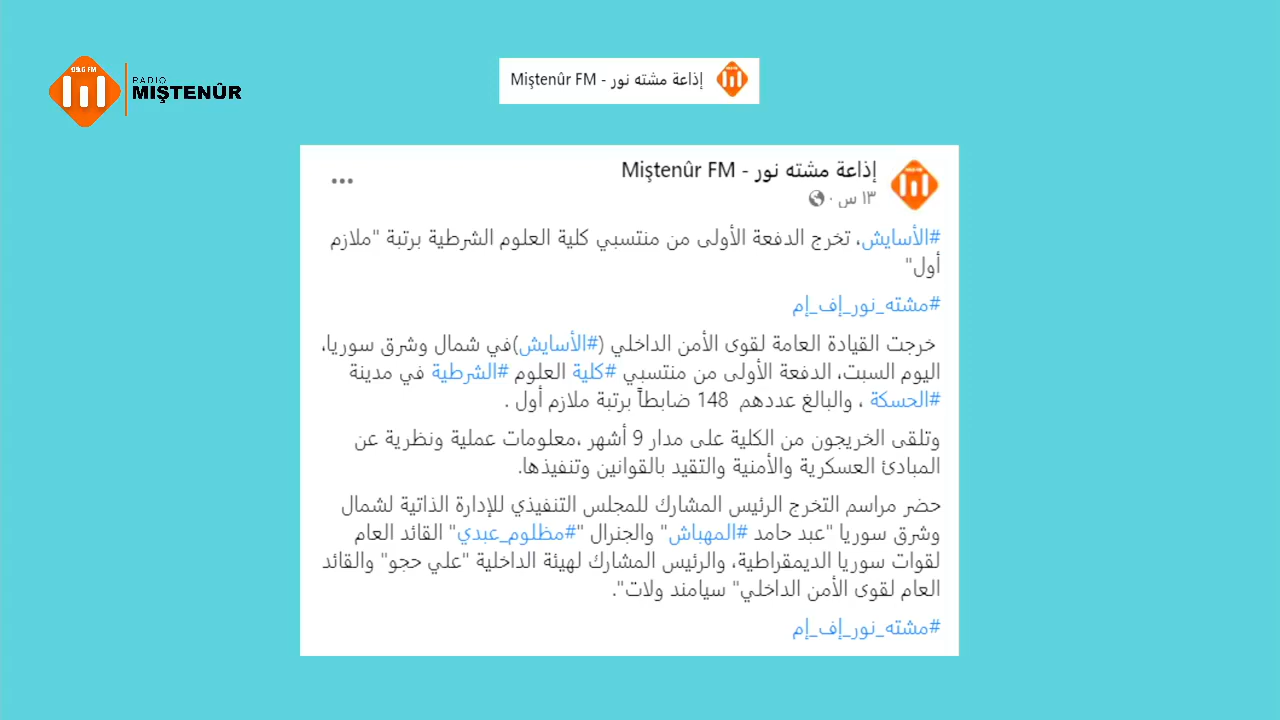 99.6 FM
RADIO
MIŞTENÛR
إذاعة مشته نور - Miştenûr FM
إذاعة مشته نور - Miştenûr FM
١٣ س ·
#الأسايش، تخرج الدفعة الأولى من منتسبي كلية العلوم الشرطية برتبة "ملازم
أول"
#مشته_نور_إف_إم
خرجت القيادة العامة لقوى الأمن الداخلي (#الأسايش)في شمال وشرق سوريا،
اليوم السبت، الدفعة الأولى من منتسبي #كلية العلوم #الشرطية في مدينة
#الحسكة ، والبالغ عددهم 148 ضابطاً برتبة ملازم أول .
وتلقى الخريجون من الكلية على مدار 9 أشهر ،معلومات عملية ونظرية عن
المبادئ العسكرية والأمنية والتقيد بالقوانين وتنفيذها.
حضر مراسم التخرج الرئيس المشارك للمجلس التنفيذي للإدارة الذاتية لشمال
وشرق سوريا "عبد حامد #المهباش" والجنرال "#مظلوم_عبدي" القائد العام
لقوات سوريا الديمقراطية، والرئيس المشارك لهيئة الداخلية "علي حجو" والقائد
العام لقوى الأمن الداخلي" سيامند ولات".
#مشته_نور_إف_إم